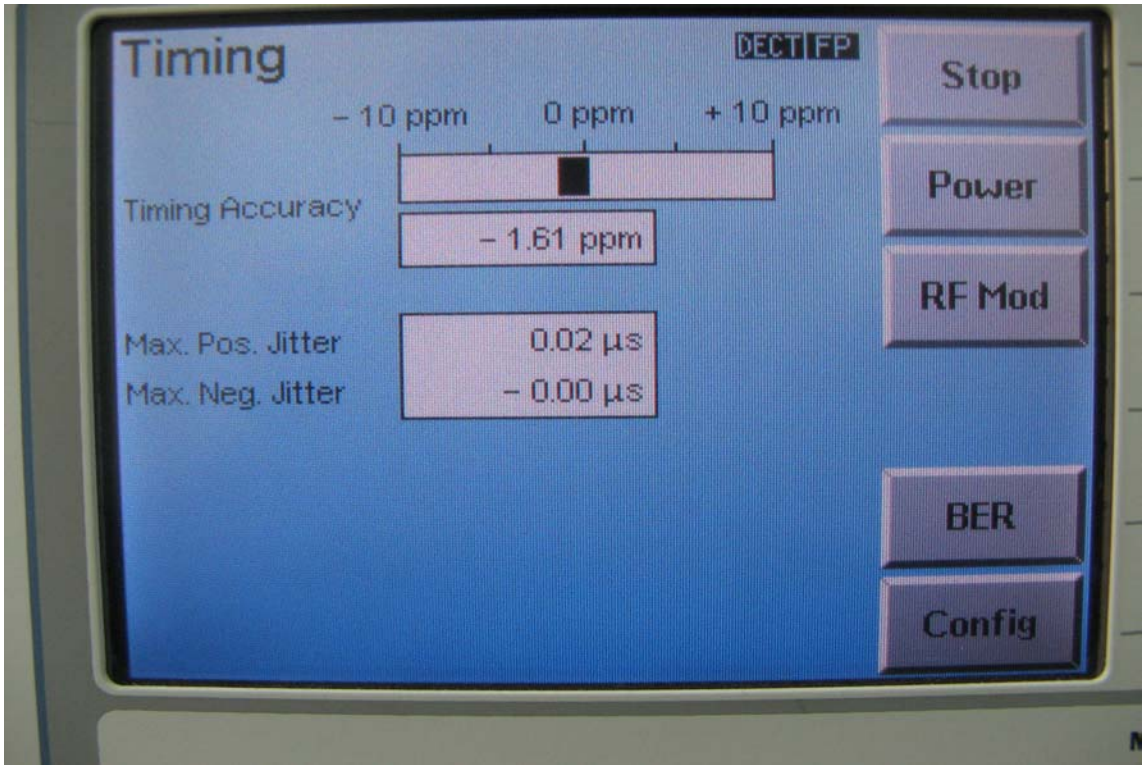 Timing
DECT FP
– 10 ppm 0 ppm + 10 ppm
Timing Accuracy
– 1.61 ppm
Max. Pos. Jitter 0.02 µs
Max. Neg. Jitter – 0.00 µs
Stop
Power
RF Mod
BER
Config